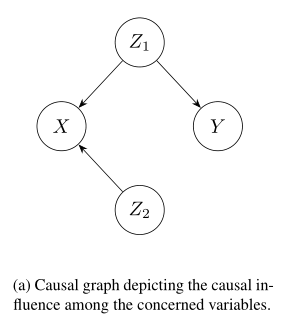 Z₁
X
Y
Z₂
(a) Causal graph depicting the causal in-
fluence among the concerned variables.